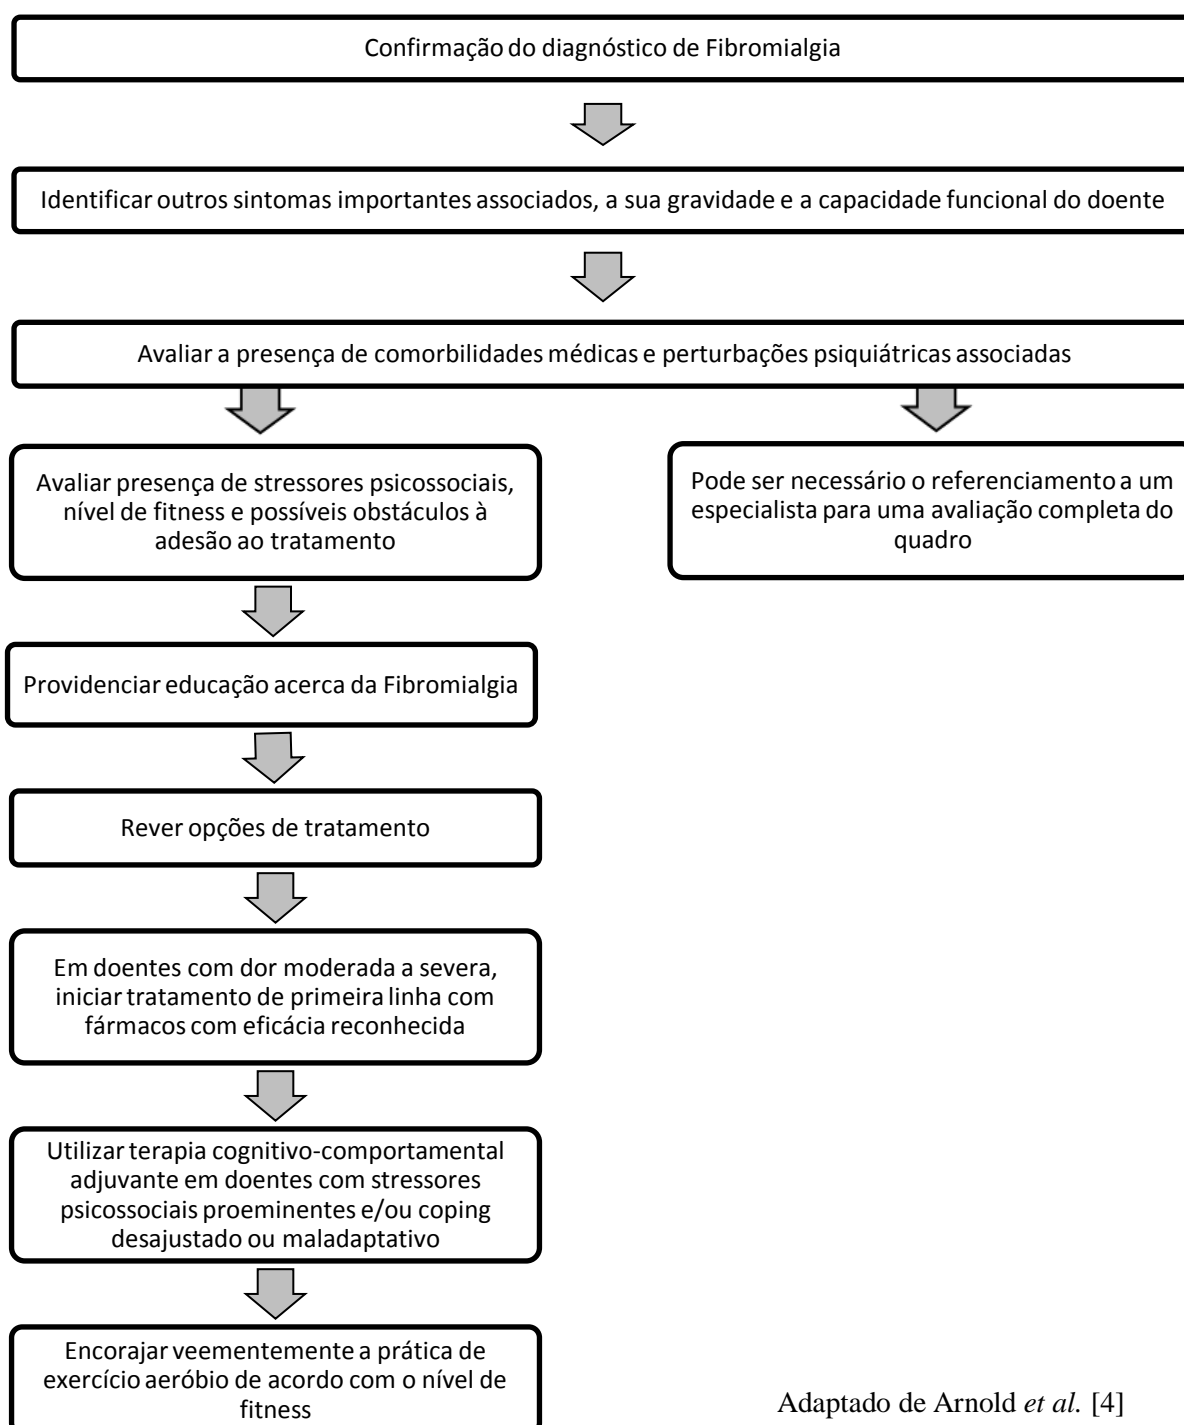 Confirmação do diagnóstico de Fibromialgia
Identificar outros sintomas importantes associados, a sua gravidade e a capacidade funcional do doente
Avaliar a presença de comorbilidades médicas e perturbações psiquiátricas associadas
Avaliar presença de stressores psicossociais,
nível de fitness e possíveis obstáculos à
adesão ao tratamento
Pode ser necessário o referenciamento a um
especialista para uma avaliação completa do
quadro
Providenciar educação acerca da Fibromialgia
Rever opções de tratamento
Em doentes com dor moderada a severa,
iniciar tratamento de primeira linha com
fármacos com eficácia reconhecida
Utilizar terapia cognitivo-comportamental
adjuvante em doentes com stressores
psicossociais proeminentes e/ou coping
desajustado ou maladaptativo
Encorajar veementemente a prática de
exercício aeróbio de acordo com o nível de
fitness
Adaptado de Arnold et al. [4]